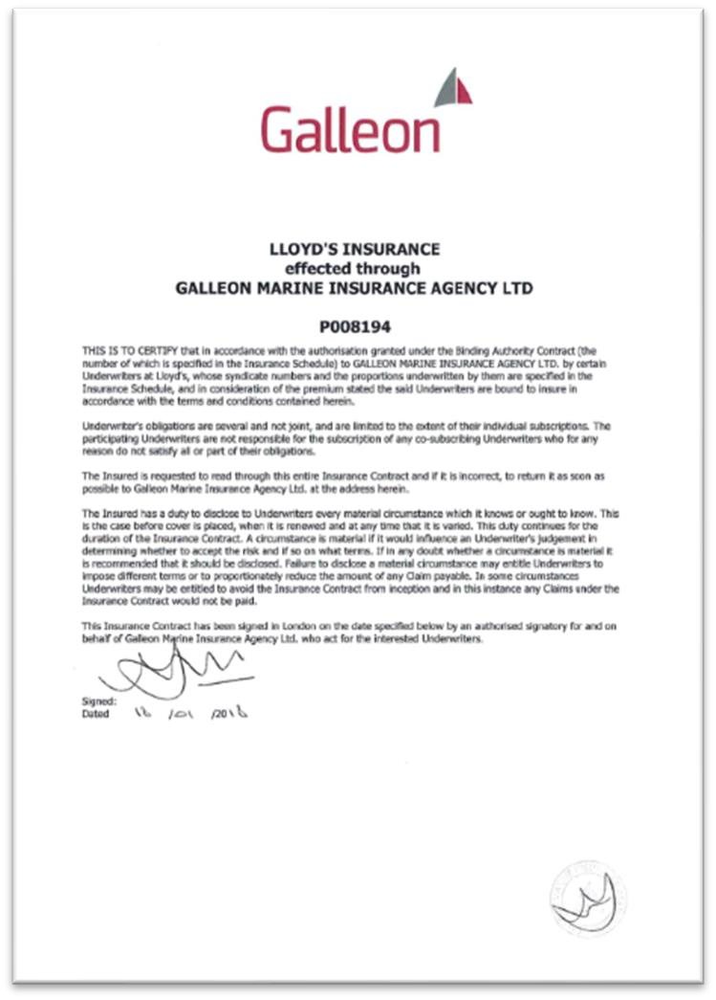 Galleon
LLOYD'S INSURANCE
effected through
GALLEON MARINE INSURANCE AGENCY LTD
P008194
THIS IS TO CERTIFY that in accordance with the authorisation granted under the Binding Authority Contract (the
number of which is specified in the Insurance Schedule) to GALLEON MARINE INSURANCE AGENCY LTD. by certain
Underwriters at Lloyd's, whose syndicate numbers and the proportions underwritten by them are specified in the
Insurance Schedule, and in consideration of the premium stated the said Underwriters are bound to insure in
accordance with the terms and conditions contained herein.
Underwriter's obligations are several and not joint, and are limited to the extent of their individual subscriptions. The
participating Underwriters are not responsible for the subscription of any co-subscribing Underwriters who for any
reason do not satisfy all or part of their obligations.
The Insured is requested to read through this entire Insurance Contract and if it is incorrect, to return it as soon as
possible to Galleon Marine Insurance Agency Ltd. at the address herein.
The Insured has a duty to disclose to Underwriters every material circumstance which it knows or ought to know. This
is the case before cover is placed, when it is renewed and at any time that it is varied. This duty continues for the
duration of the Insurance Contract. A circumstance is material if it would influence an Underwriter's judgement in
determining whether to accept the risk and if so on what terms. If in any doubt whether a circumstance is material it
is recommended that it should be disclosed. Failure to disclose a material circumstance may entitle Underwriters to
impose different terms or to proportionately reduce the amount of any Claim payable. In some circumstances
Underwriters may be entitled to avoid the Insurance Contract from inception and in this instance any Claims under the
Insurance Contract would not be paid.
This Insurance Contract has been signed in London on the date specified below by an authorised signatory for and on
behalf of Galleon Marine Insurance Agency Ltd. who act for the interested Underwriters.
Signed:
Dated /01 /2018